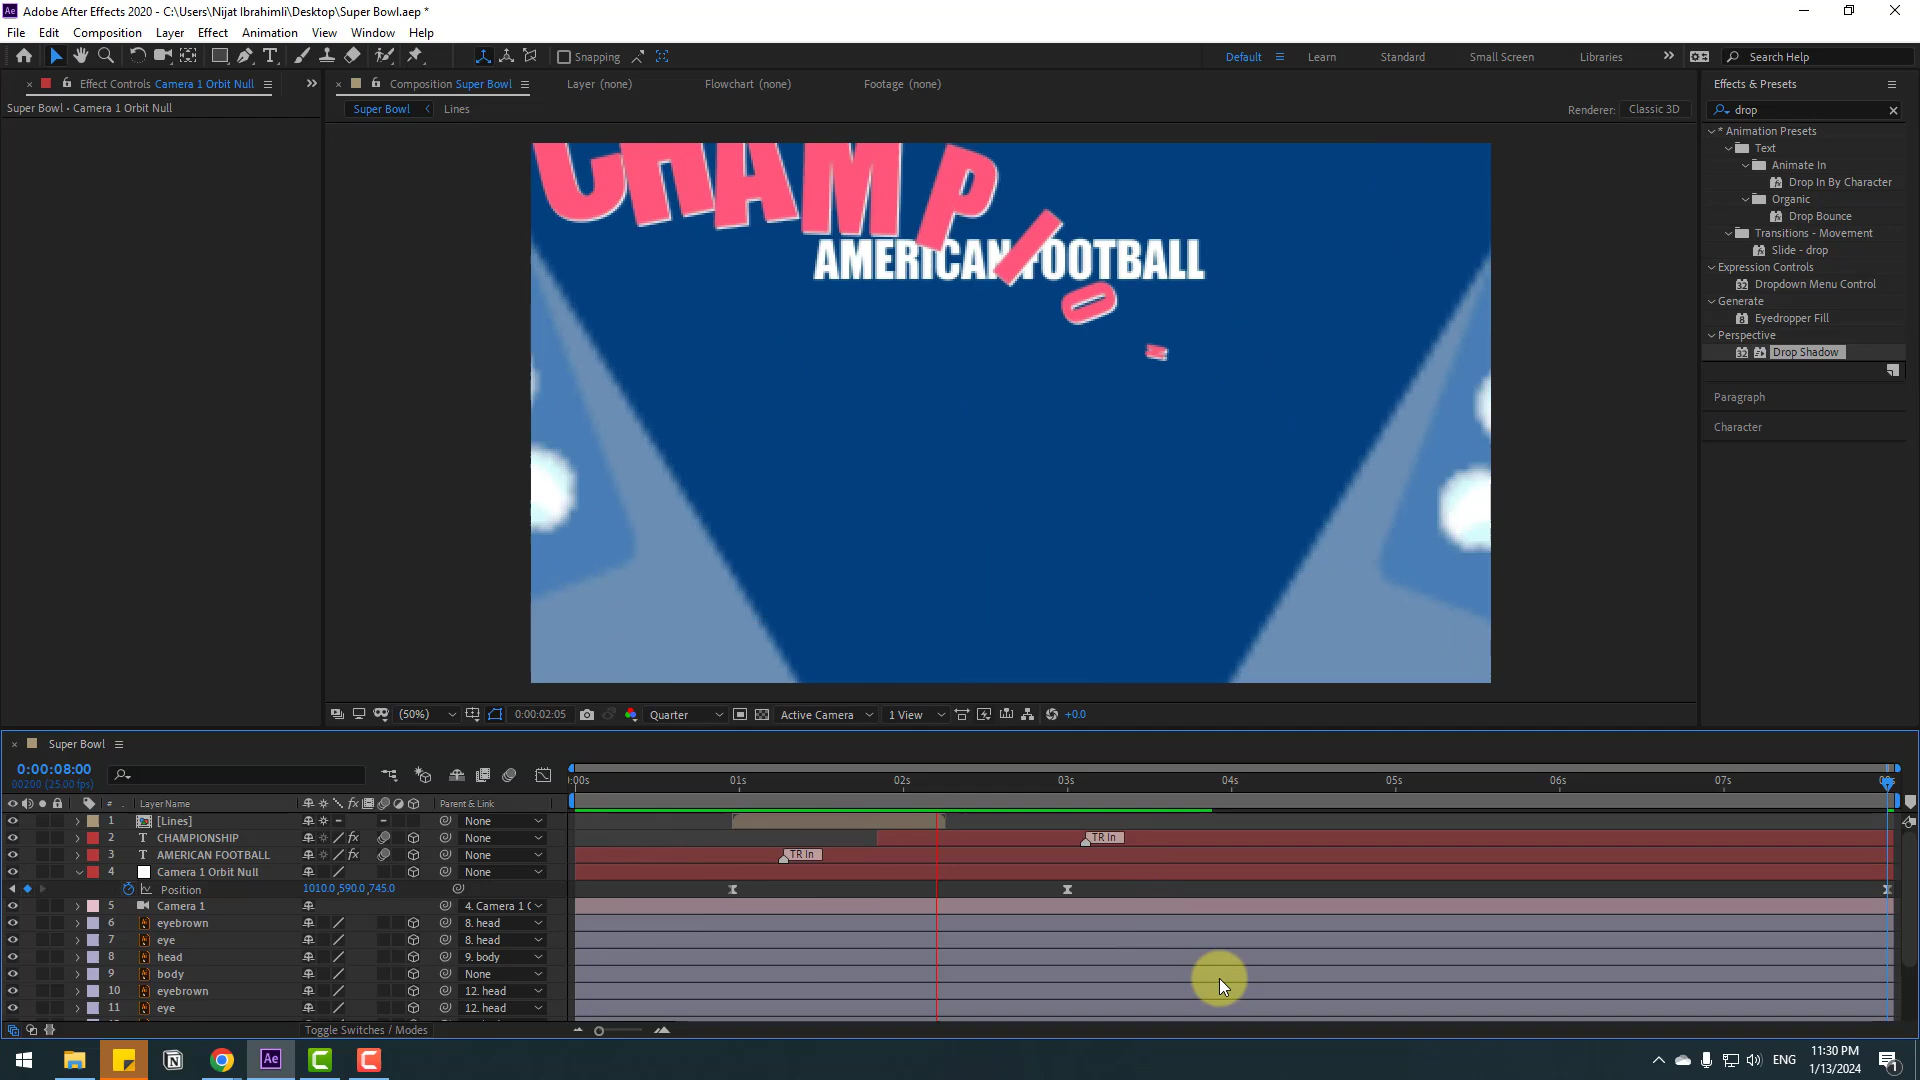 Adobe After Effects 2020 - C:\Users\Nijat Ibrahimli\Desktop\Super Bowl.aep *
File Edit Composition Layer Effect Animation View Window Help
Snapping Default Learn Standard Small Screen Libraries Search Help
Effect Controls Camera 1 Orbit Null
Composition Super Bowl Layer (none) Flowchart (none) Footage (none)
Effects & Presets
Super Bowl • Camera 1 Orbit Null
Super Bowl Lines Renderer: Classic 3D
drop
* Animation Presets
Text
Animate In
Drop In By Character
Organic
Drop Bounce
Transitions - Movement
Slide - drop
Expression Controls
Dropdown Menu Control
Generate
Eyedropper Fill
Perspective
Drop Shadow
Paragraph
Character
CHAMPIO
AMERICAN FOOTBALL
(50%) 0:00:02:05 Quarter Active Camera 1 View +0.0
Super Bowl
0:00:08:00
00200 (25.00 fps)
:00s 01s 02s 03s 04s 05s 06s 07s
# Layer Name Parent & Link
1 [Lines] None
2 CHAMPIONSHIP None TR In
3 AMERICAN FOOTBALL None TR In
4 Camera 1 Orbit Null None
Position 1010.0,590.0,745.0
5 Camera 1 4. Camera 1 (
6 eyebrown 8. head
7 eye 8. head
8 head 9. body
9 body None
10 eyebrown 12. head
11 eye 12. head
Toggle Switches / Modes
ENG
11:30 PM
1/13/2024
1